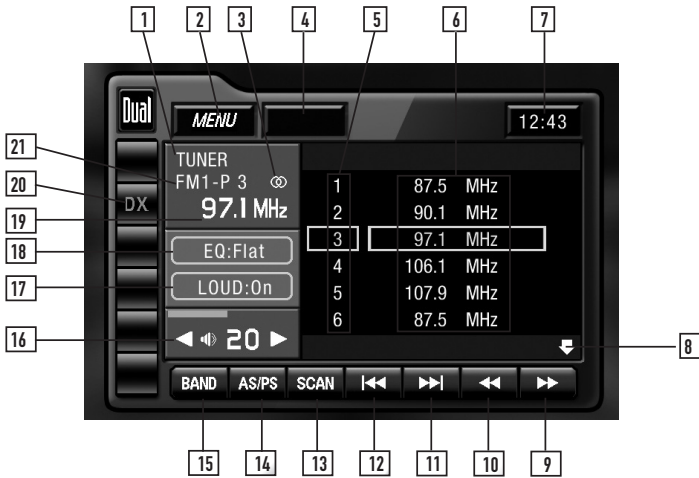 1 2 3 4 5 6 7
Dual MENU 12:43
21 TUNER
FM1-P 3
20 DX
19 97.1 MHz
18 EQ:Flat
17 LOUD:On
16 20
1 87.5 MHz
2 90.1 MHz
3 97.1 MHz
4 106.1 MHz
5 107.9 MHz
6 87.5 MHz
8
BAND AS/PS SCAN
15 14 13 12 11 10 9